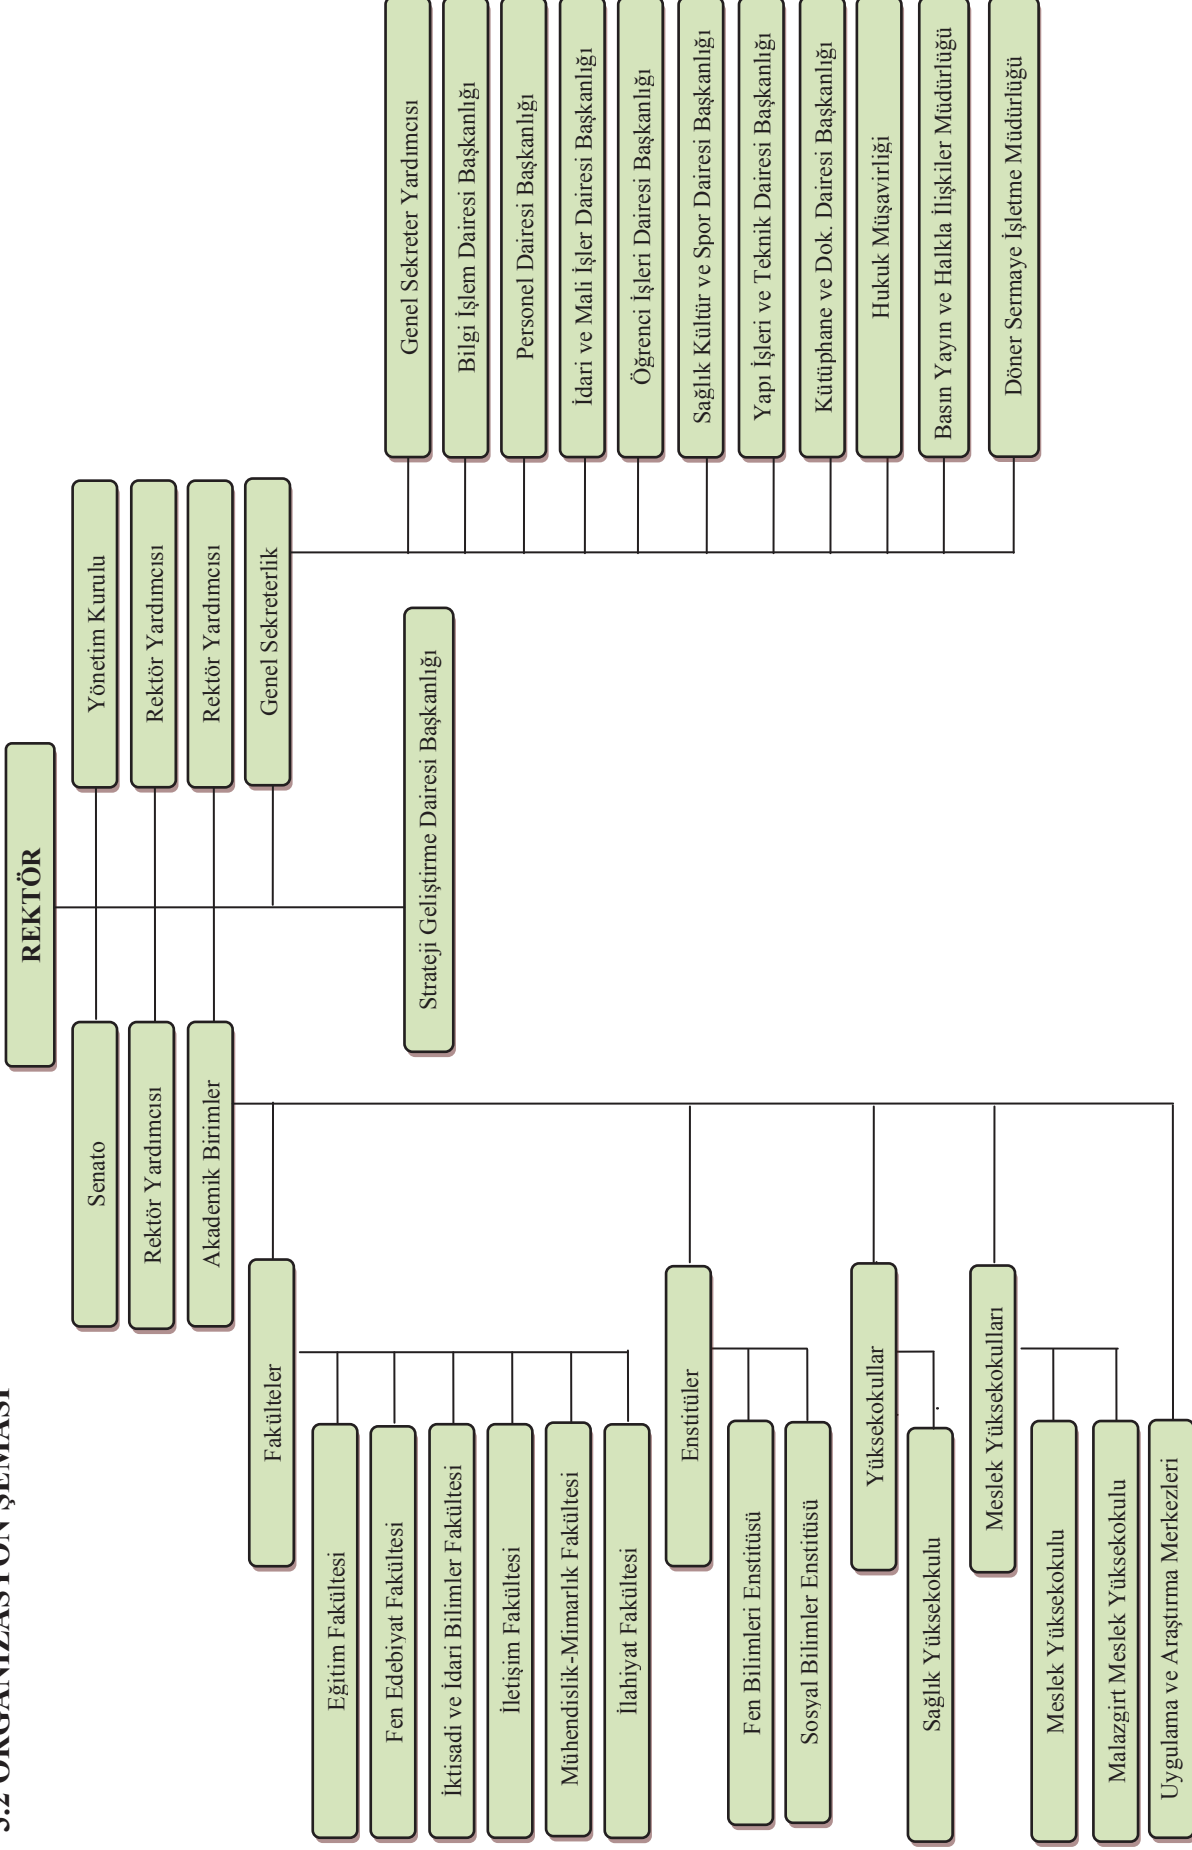 3.2 ORGANİZASYON ŞEMASI
REKTÖR
Senato
Yönetim Kurulu
Rektör Yardımcısı
Rektör Yardımcısı
Akademik Birimler
Rektör Yardımcısı
Genel Sekreterlik
Strateji Geliştirme Dairesi Başkanlığı
Fakülteler
Eğitim Fakültesi
Fen Edebiyat Fakültesi
İktisadi ve İdari Bilimler Fakültesi
İletişim Fakültesi
Mühendislik-Mimarlık Fakültesi
İlahiyat Fakültesi
Enstitüler
Fen Bilimleri Enstitüsü
Sosyal Bilimler Enstitüsü
Yüksekokullar
Sağlık Yüksekokulu
Meslek Yüksekokulları
Meslek Yüksekokulu
Malazgirt Meslek Yüksekokulu
Uygulama ve Araştırma Merkezleri
Genel Sekreter Yardımcısı
Bilgi İşlem Dairesi Başkanlığı
Personel Dairesi Başkanlığı
İdari ve Mali İşler Dairesi Başkanlığı
Öğrenci İşleri Dairesi Başkanlığı
Sağlık Kültür ve Spor Dairesi Başkanlığı
Yapı İşleri ve Teknik Dairesi Başkanlığı
Kütüphane ve Dok. Dairesi Başkanlığı
Hukuk Müşavirliği
Basın Yayın ve Halkla İlişkiler Müdürlüğü
Döner Sermaye İşletme Müdürlüğü